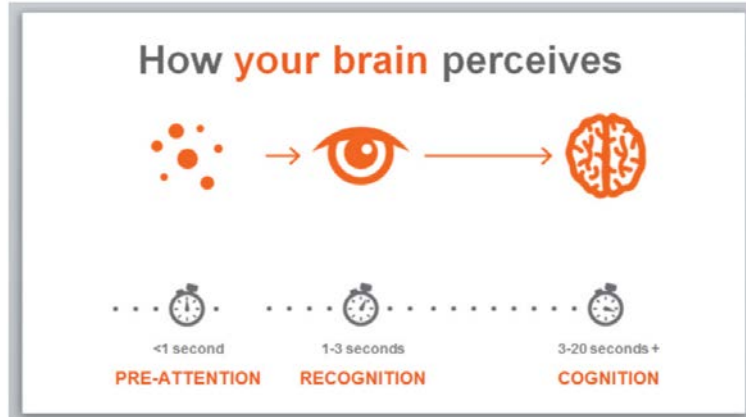 How your brain perceives
<1 second
1-3 seconds
3-20 seconds +
PRE-ATTENTION
RECOGNITION
COGNITION